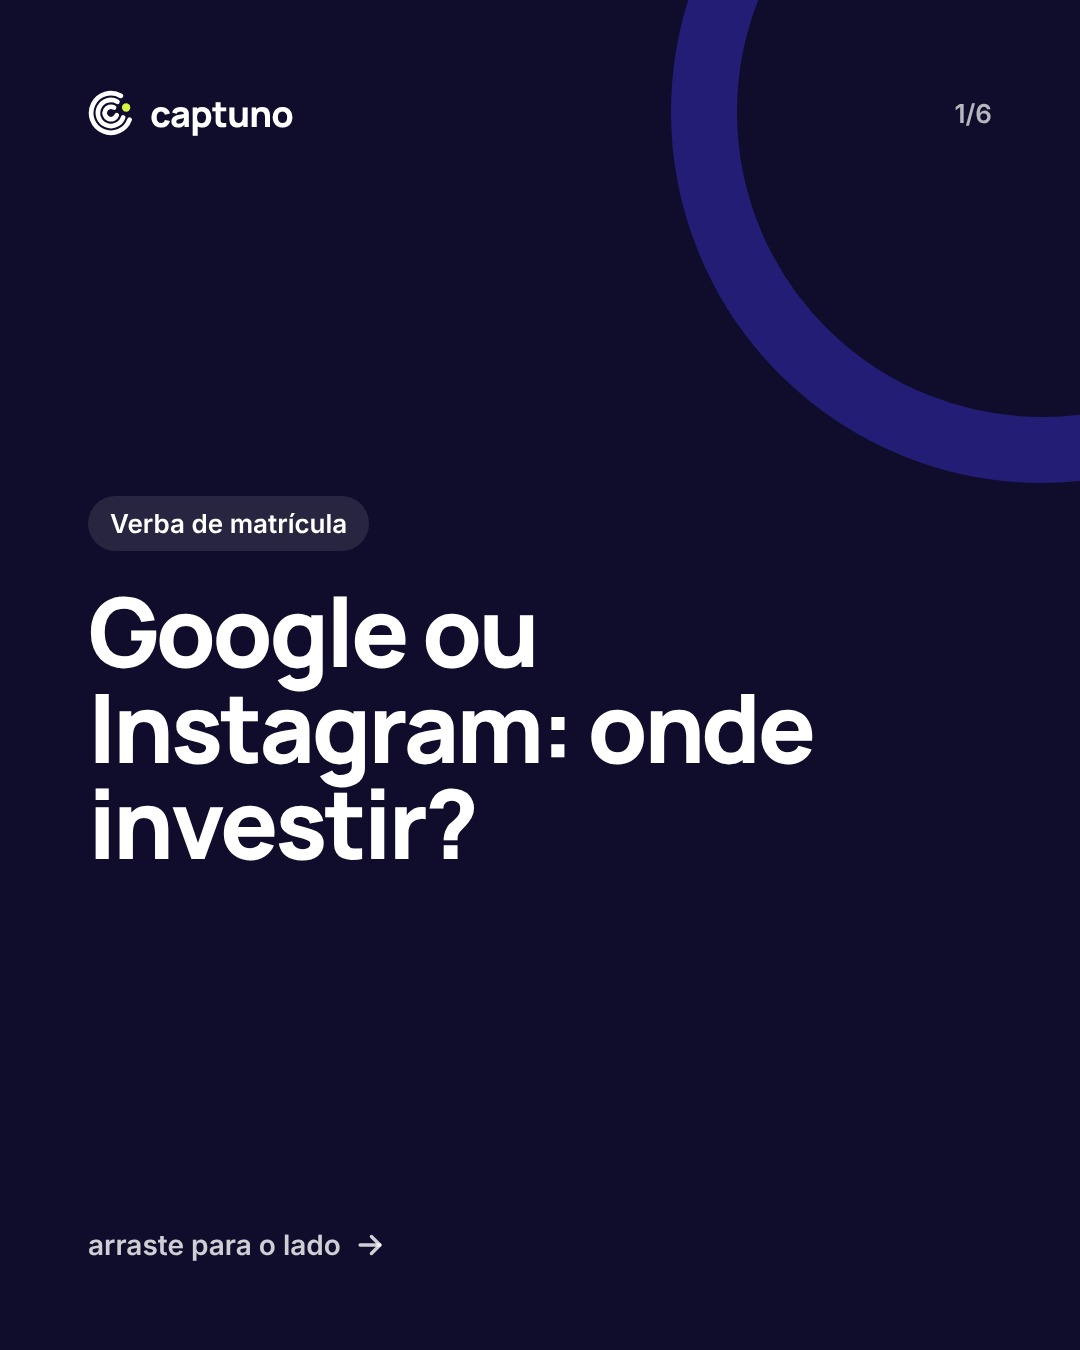 captuno
1/6
Verba de matrícula
Google ou
Instagram: onde
investir?
arraste para o lado →